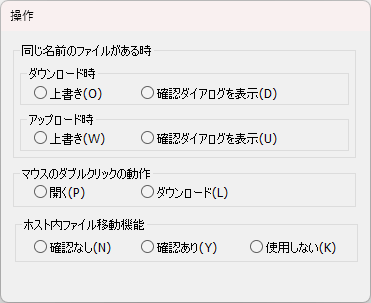 操作
同じ名前のファイルがある時
ダウンロード時
上書き(O) 確認ダイアログを表示(D)
アップロード時
上書き(W) 確認ダイアログを表示(U)
マウスのダブルクリックの動作
開く(P) ダウンロード(L)
ホスト内ファイル移動機能
確認なし(N) 確認あり(Y) 使用しない(K)